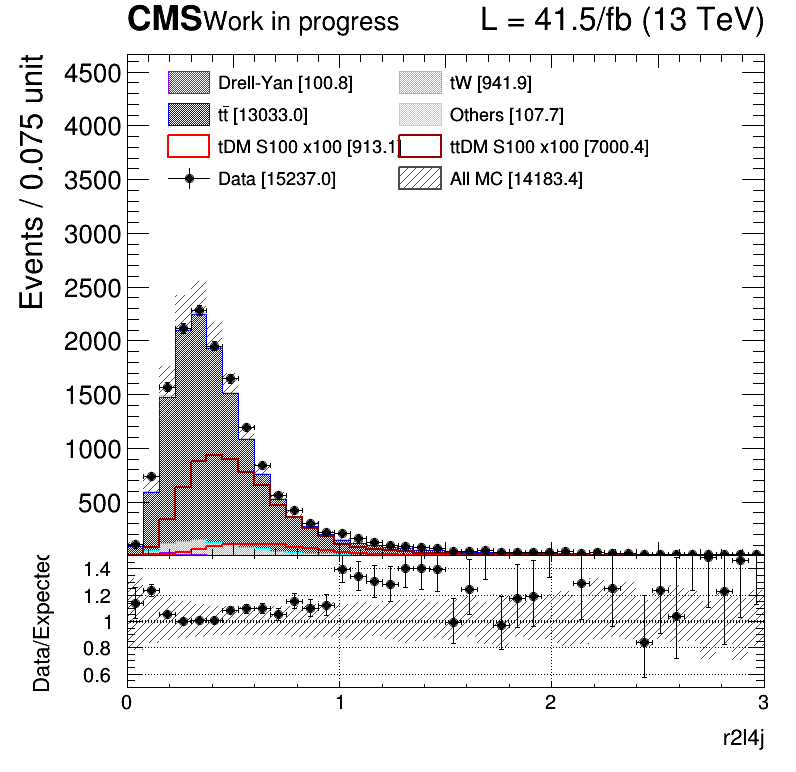 CMS Work in progress L = 41.5/fb (13 TeV)
Events / 0.075 unit
4500
4000
3500
3000
2500
2000
1500
1000
500
Drell-Yan [100.8]
tW [941.9]
tt̄ [13033.0]
Others [107.7]
tDM S100 x100 [913.1]
ttDM S100 x100 [7000.4]
Data [15237.0]
All MC [14183.4]
Data/Expected
1.4
1.2
1
0.8
0.6
0 1 2 3
r2l4j